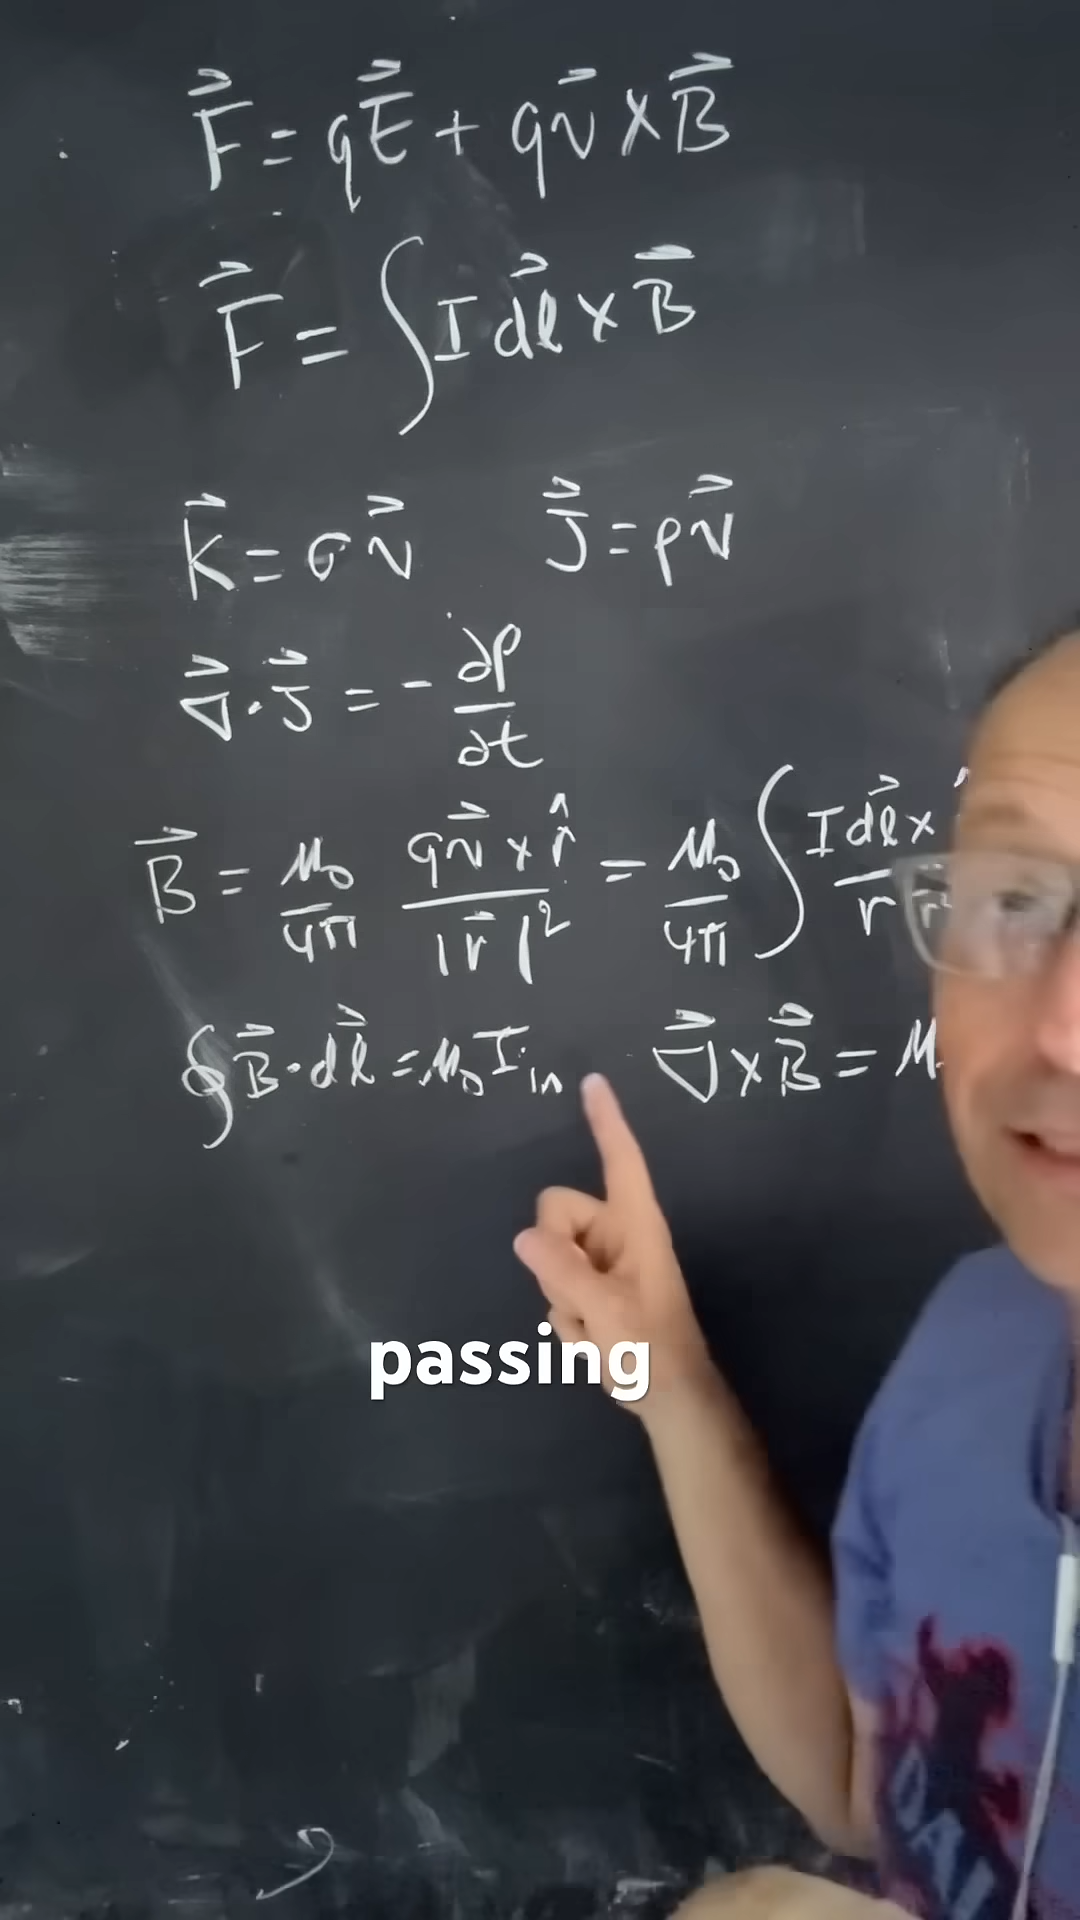 F⃗ = qE⃗ + qv⃗ × B⃗
F⃗ = ∫ I dl⃗ × B⃗
K⃗ = σv⃗    J⃗ = ρv⃗
∇⃗ · J⃗ = - ∂ρ/∂t
B⃗ = μ₀/4π qv⃗ × r̂/|r⃗|² = μ₀/4π ∫ I dl⃗ ×
∮ B⃗ · dl⃗ = μ₀ I_in    ∇⃗ × B⃗ = μ
passing